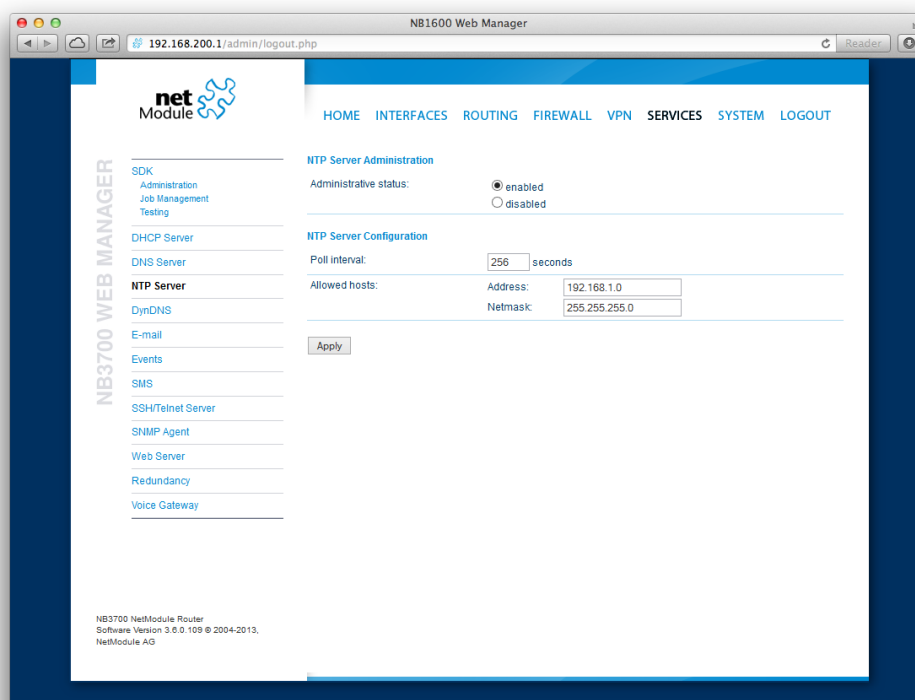 NB1600 Web Manager
192.168.200.1/admin/logout.php
Reader
net
Module
HOME INTERFACES ROUTING FIREWALL VPN SERVICES SYSTEM LOGOUT
NB3700 WEB MANAGER
SDK
Administration
Job Management
Testing
DHCP Server
DNS Server
NTP Server
DynDNS
E-mail
Events
SMS
SSH/Telnet Server
SNMP Agent
Web Server
Redundancy
Voice Gateway
NTP Server Administration
Administrative status: enabled
disabled
NTP Server Configuration
Poll interval: 256 seconds
Allowed hosts: Address: 192.168.1.0
Netmask: 255.255.255.0
Apply
NB3700 NetModule Router
Software Version 3.6.0.109 © 2004-2013,
NetModule AG